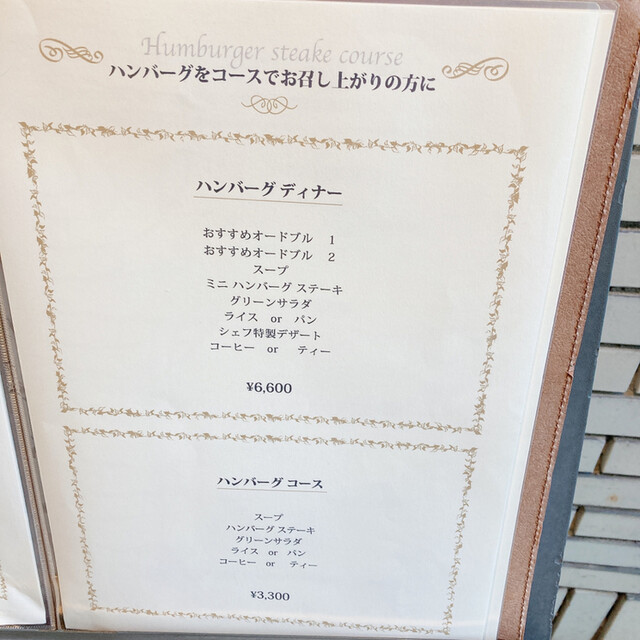 Humburger steake course
ハンバーグをコースでお召し上がりの方に
ハンバーグ ディナー
おすすめオードブル 1
おすすめオードブル 2
スープ
ミニ ハンバーグ ステーキ
グリーンサラダ
ライス or パン
シェフ特製デザート
コーヒー or ティー
¥6,600
ハンバーグ コース
スープ
ハンバーグ ステーキ
グリーンサラダ
ライス or パン
コーヒー or ティー
¥3,300